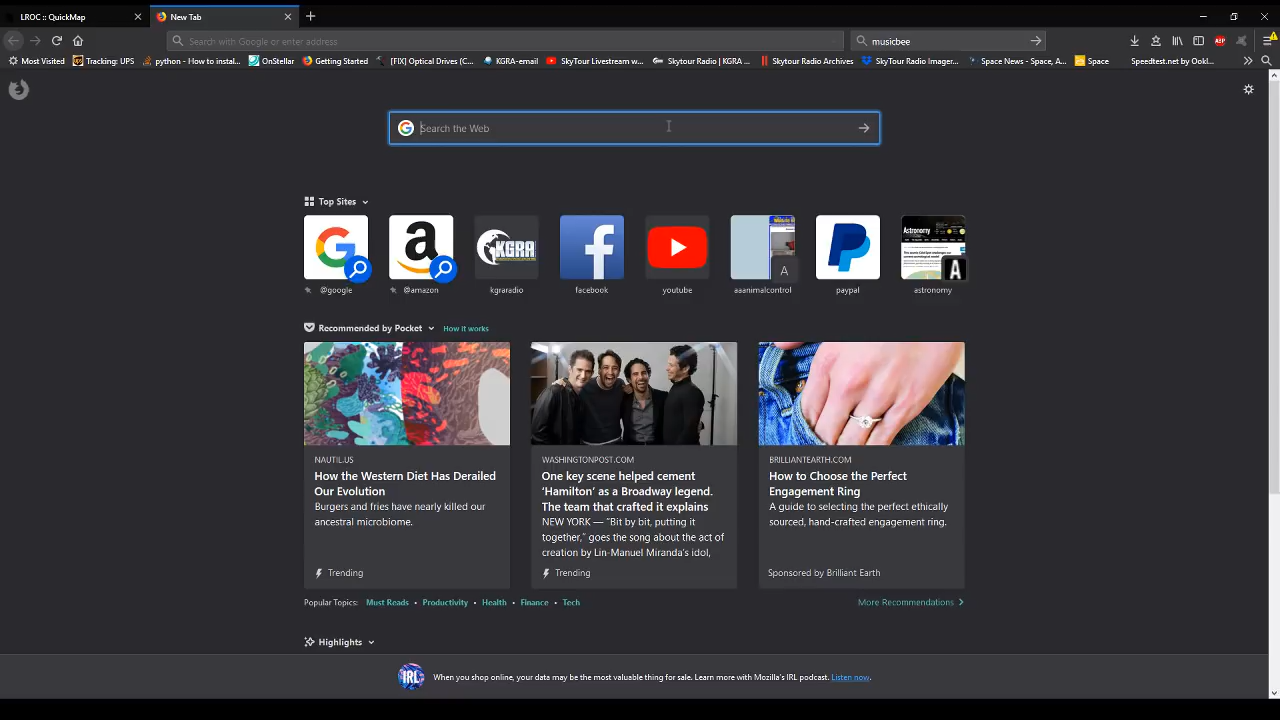 LROC :: QuickMap
New Tab
Search with Google or enter address
musicbee
ABP
Most Visited
Tracking: UPS
python - How to instal...
OnStellar
Getting Started
[FIX] Optical Drives (C...
KGRA-email
SkyTour Livestream w...
Skytour Radio | KGRA ...
SkyTour Radio Archives
SkyTour Radio Imager...
Space News - Space, A...
Space
Speedtest.net by Ookl...
Search the Web
Top Sites
KGRA
A
Astronomy
A
@google
@amazon
kgraradio
facebook
youtube
aaanimalcontrol
paypal
astronomy
Recommended by Pocket
How it works
NAUTIL.US
How the Western Diet Has Derailed
Our Evolution
Burgers and fries have nearly killed our
ancestral microbiome.
Trending
WASHINGTONPOST.COM
One key scene helped cement
‘Hamilton’ as a Broadway legend.
The team that crafted it explains
NEW YORK — “Bit by bit, putting it
together,” goes the song about the act of
creation by Lin-Manuel Miranda’s idol,
Trending
BRILLIANTEARTH.COM
How to Choose the Perfect
Engagement Ring
A guide to selecting the perfect ethically
sourced, hand-crafted engagement ring.
Sponsored by Brilliant Earth
Popular Topics: Must Reads • Productivity • Health • Finance • Tech
More Recommendations
Highlights
IRL
When you shop online, your data may be the most valuable thing for sale. Learn more with Mozilla's IRL podcast. Listen now.